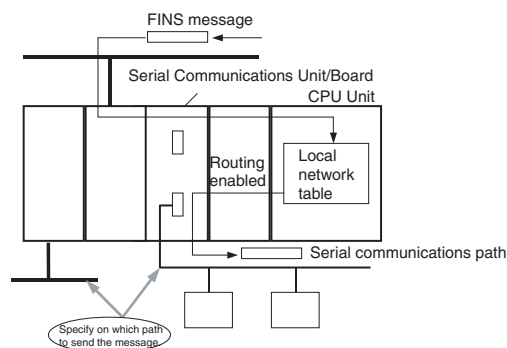 FINS message
Serial Communications Unit/Board
CPU Unit
Routing
enabled
Local
network
table
Serial communications path
Specify on which path
to send the message.